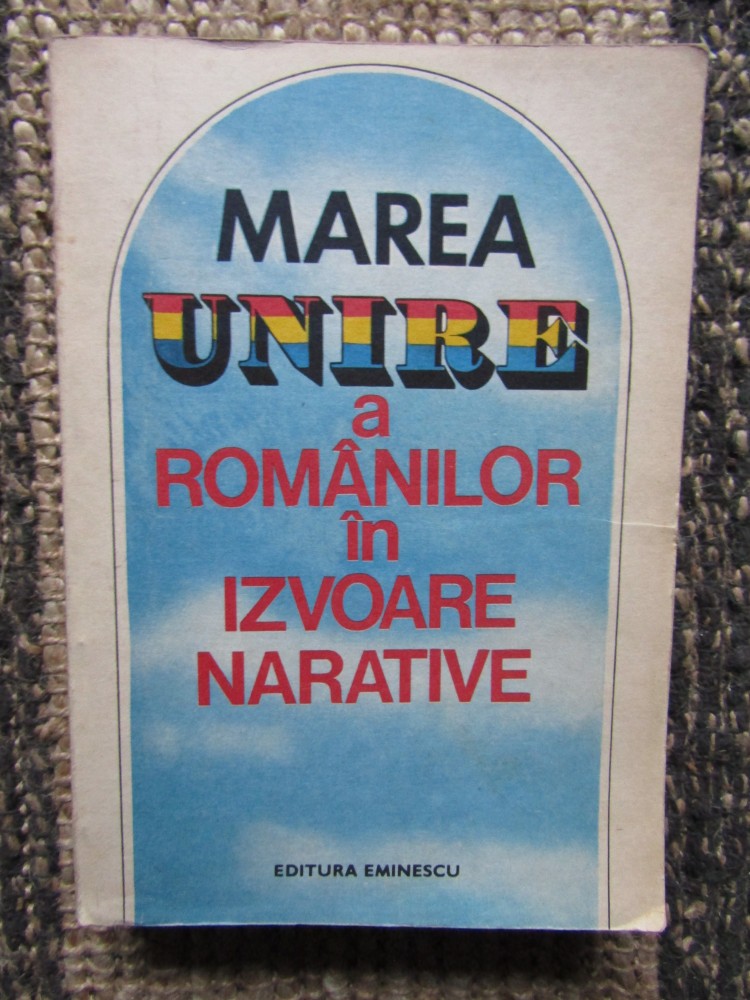 MAREA
UNIRE
a
ROMÂNILOR
în
IZVOARE
NARATIVE
EDITURA EMINESCU